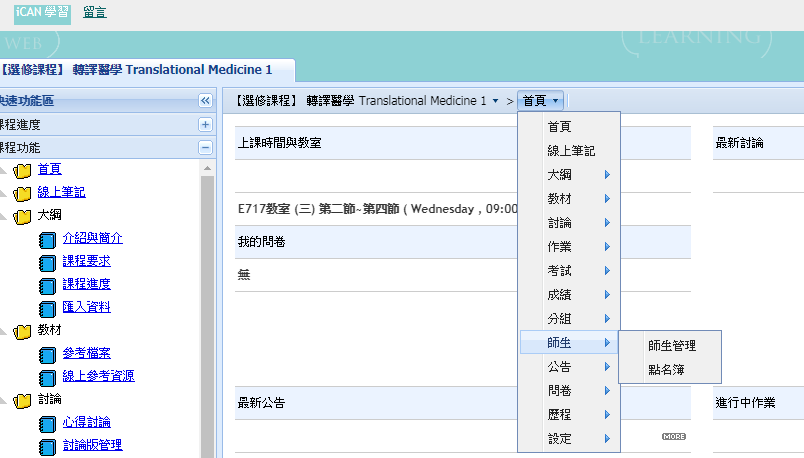 iCAN 學習 留言
WEB
LEARNING
【選修課程】 轉譯醫學 Translational Medicine 1
快速功能區
【選修課程】 轉譯醫學 Translational Medicine 1 > 首頁
課程進度
課程功能
首頁
線上筆記
大綱
介紹與簡介
課程要求
課程進度
匯入資料
教材
參考檔案
線上參考資源
討論
心得討論
討論版管理
上課時間與教室
E717教室 (三) 第二節~第四節 ( Wednesday , 09:00
我的問卷
無
最新公告
MORE
首頁
線上筆記
大綱
教材
討論
作業
考試
成績
分組
師生
公告
問卷
歷程
設定
師生管理
點名簿
最新討論
進行中作業